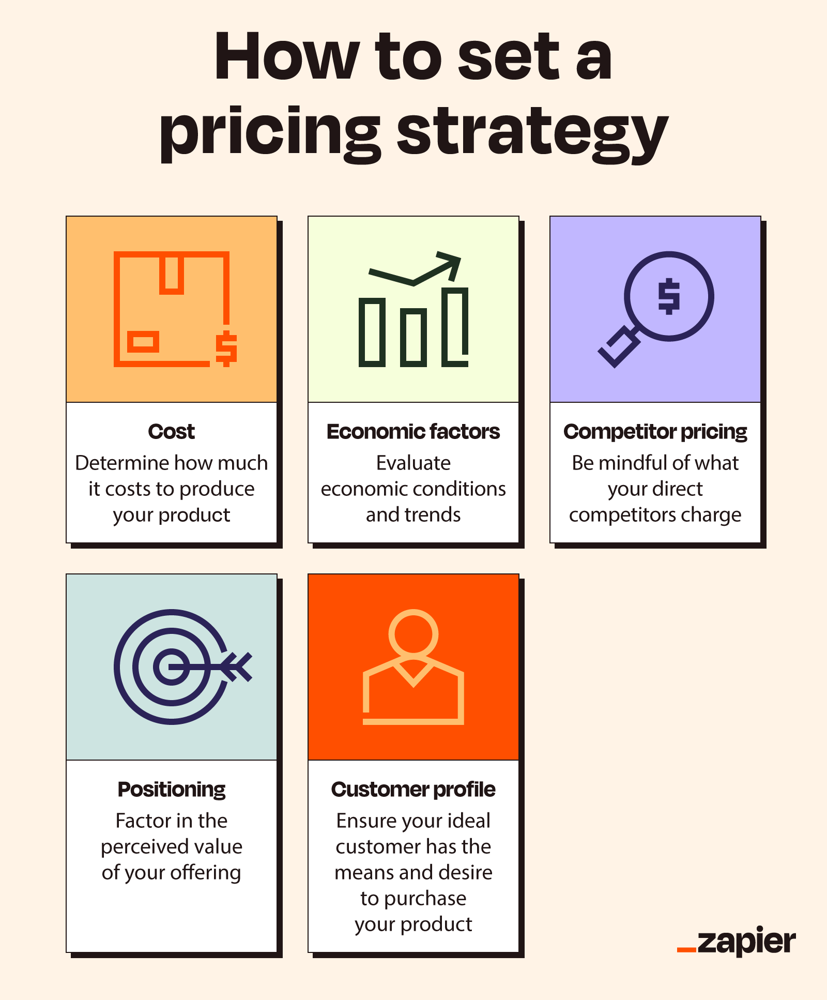 How to set a
pricing strategy
Cost
Determine how much
it costs to produce
your product
Economic factors
Evaluate
economic conditions
and trends
Competitor pricing
Be mindful of what
your direct
competitors charge
Positioning
Factor in the
perceived value
of your offering
Customer profile
Ensure your ideal
customer has the
means and desire
to purchase
your product
_zapier